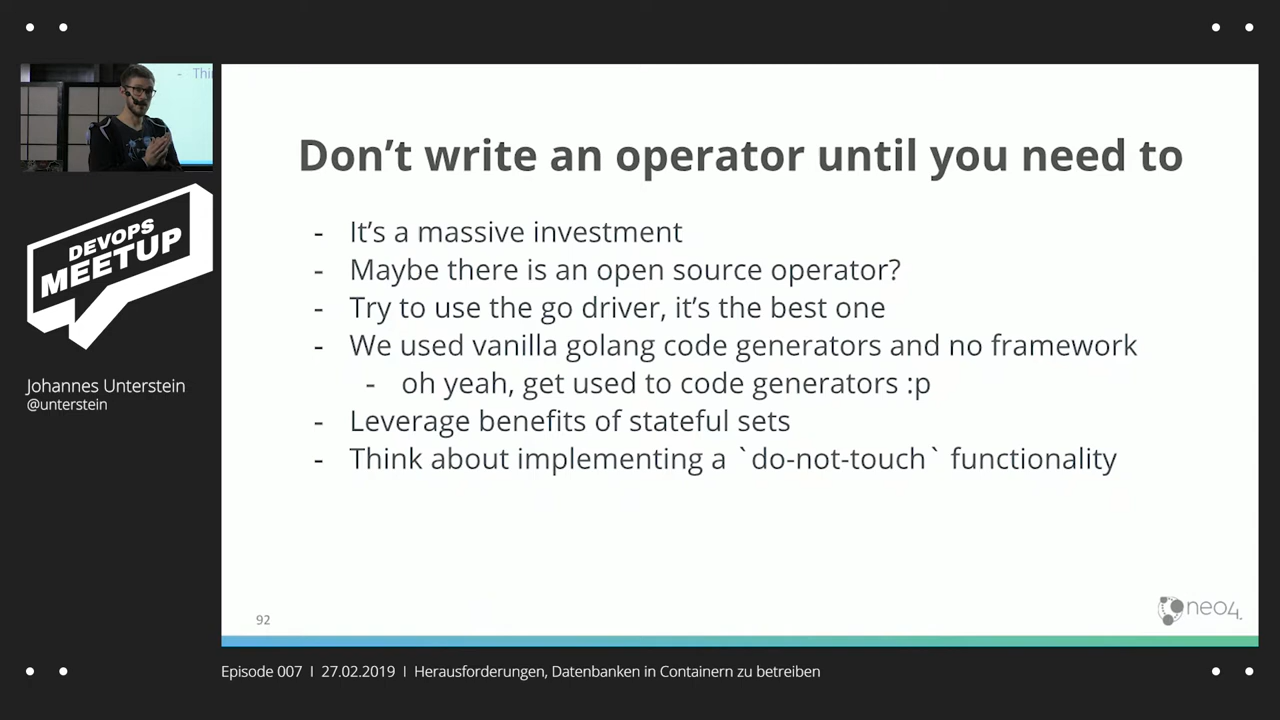 - Thi
DEVOPS
MEETUP
Johannes Unterstein
@unterstein
Don't write an operator until you need to
- It's a massive investment
- Maybe there is an open source operator?
- Try to use the go driver, it's the best one
- We used vanilla golang code generators and no framework
- oh yeah, get used to code generators :p
- Leverage benefits of stateful sets
- Think about implementing a `do-not-touch` functionality
92
neo4j
Episode 007 I 27.02.2019 I Herausforderungen, Datenbanken in Containern zu betreiben